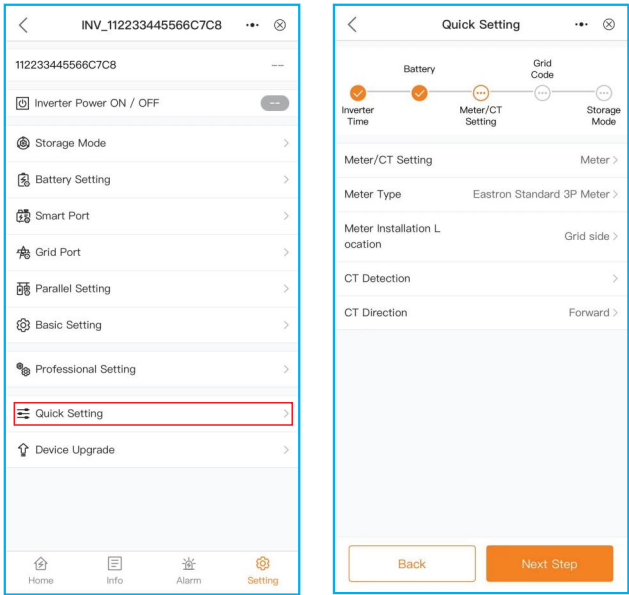 INV_112233445566C7C8
112233445566C7C8 --
Inverter Power ON / OFF --
Storage Mode
Battery Setting
Smart Port
Grid Port
Parallel Setting
Basic Setting
Professional Setting
Quick Setting
Device Upgrade
Home Info Alarm Setting
Quick Setting
Battery Grid
Code
Inverter Meter/CT Storage
Time Setting Mode
Meter/CT Setting Meter
Meter Type Eastron Standard 3P Meter
Meter Installation L
ocation Grid side
CT Detection
CT Direction Forward
Back Next Step